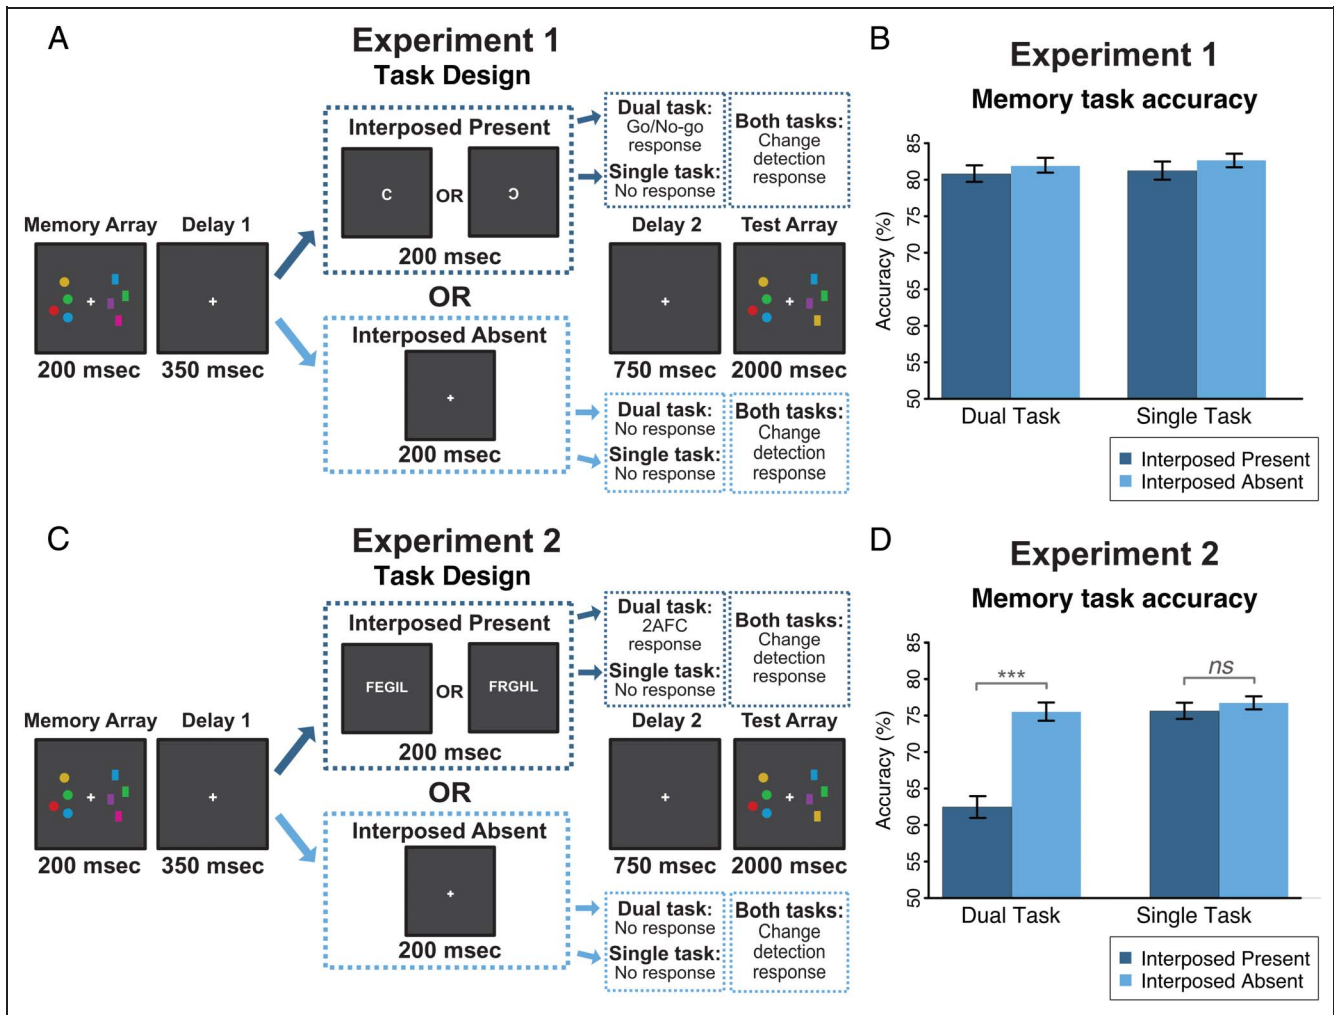 A
Experiment 1
Task Design
Interposed Present
C
OR
Ɔ
200 msec
Dual task:
Go/No-go
response
Single task:
No response
Both tasks:
Change
detection
response
Memory Array
Delay 1
200 msec
350 msec
OR
Interposed Absent
200 msec
Delay 2
Test Array
750 msec
2000 msec
Dual task:
No response
Single task:
No response
Both tasks:
Change
detection
response
B
Experiment 1
Memory task accuracy
Accuracy (%)
85
80
75
70
65
60
55
50
Dual Task
Single Task
Interposed Present
Interposed Absent
C
Experiment 2
Task Design
Interposed Present
FEGIL
OR
FRGHL
200 msec
Dual task:
2AFC
response
Single task:
No response
Both tasks:
Change
detection
response
Memory Array
Delay 1
200 msec
350 msec
OR
Interposed Absent
200 msec
Delay 2
Test Array
750 msec
2000 msec
Dual task:
No response
Single task:
No response
Both tasks:
Change
detection
response
D
Experiment 2
Memory task accuracy
Accuracy (%)
85
80
75
70
65
60
55
50
***
ns
Dual Task
Single Task
Interposed Present
Interposed Absent